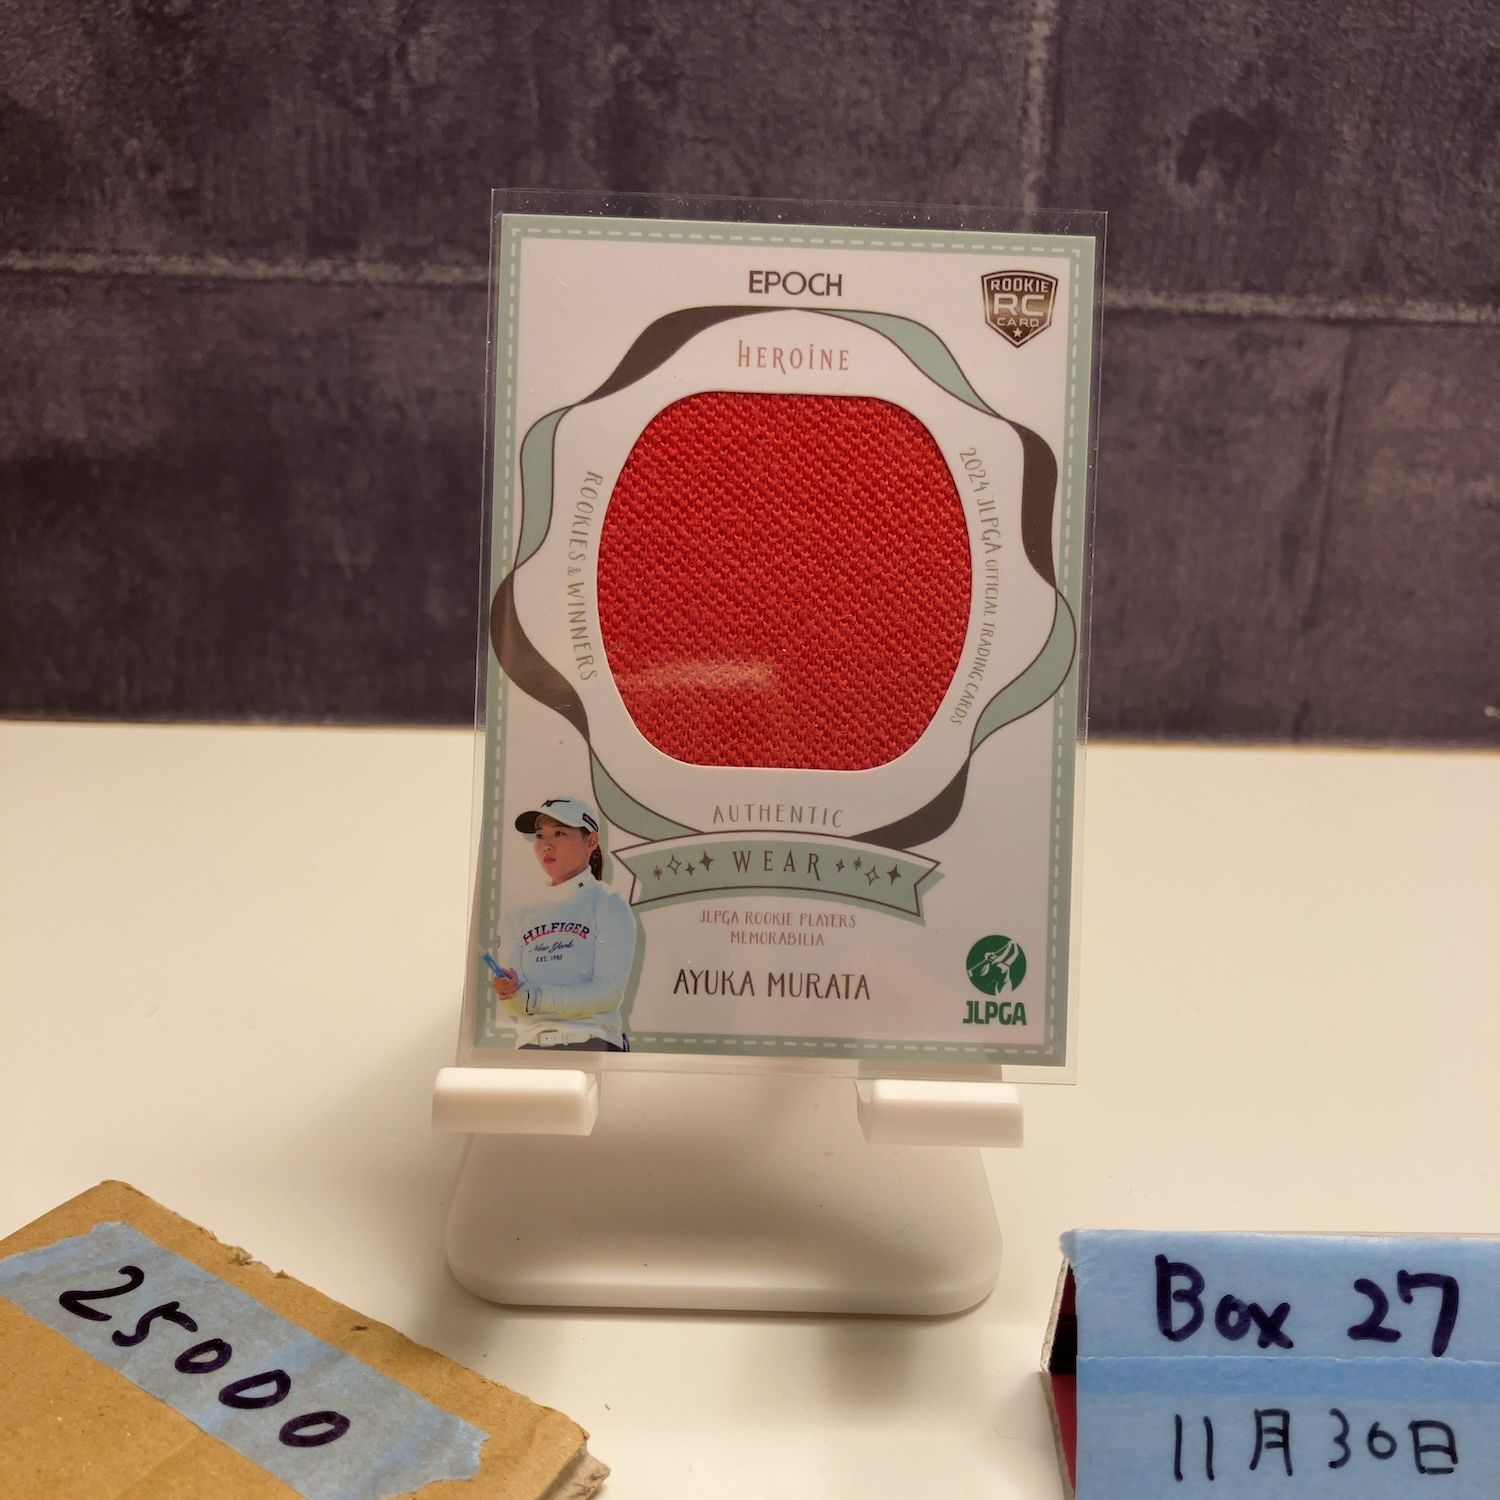 EPOCH
ROOKIE
RC
CARD
HEROINE
ROOKIES & WINNERS
2024 JLPGA OFFICIAL TRADING CARDS
AUTHENTIC
WEAR
JLPGA ROOKIE PLAYERS
MEMORABILIA
AYUKA MURATA
HILFIGER
New York
EST. 1985
JLPGA
25000
Box 27
11月30日